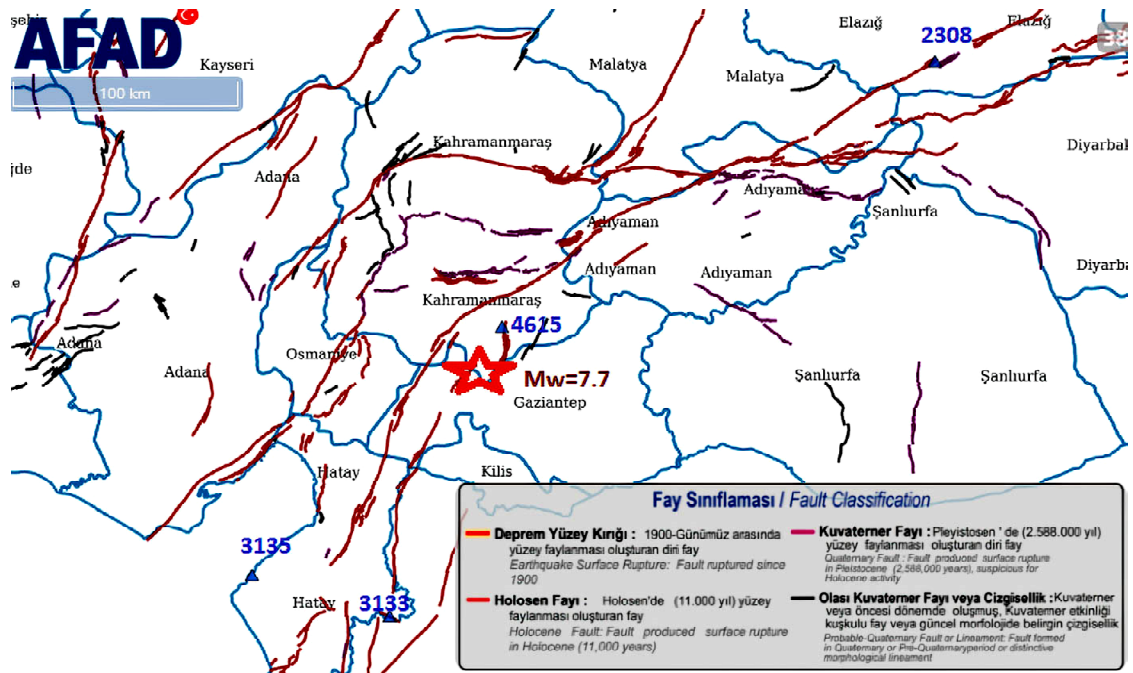 şehir
Elazığ
Elazığ
AFAD
2308
38
Kayseri
Malatya
Malatya
100 km
Kahramanmaraş
Diyarbak
ğde
Adana
Adıyaman
Şanlıurfa
Adıyaman
Adıyaman
Adıyaman
Diyarba
Kahramanmaraş
4615
Adana
Osmaniye
Adana
Mw=7.7
Şanlıurfa
Şanlıurfa
Gaziantep
Hatay
Kilis
3135
Hatay
3133
Fay Sınıflaması / Fault Classification
Deprem Yüzey Kırığı : 1900-Günümüz arasında
yüzey faylanması oluşturan diri fay
Earthquake Surface Rupture: Fault ruptured since
1900
Holosen Fayı : Holosen'de (11.000 yıl) yüzey
faylanması oluşturan fay
Holocene Fault: Fault produced surface rupture
in Holocene (11,000 years)
Kuvaterner Fayı : Pleyistosen ' de (2.588.000 yıl)
yüzey faylanması oluşturan diri fay
Quaternary Fault : Fault produced surface rupture
in Pleistocene (2,588,000 years), suspicious for
Holocene activity
Olası Kuvaterner Fayı veya Çizgisellik : Kuvaterner
veya öncesi dönemde oluşmuş, Kuvaterner etkinliği
kuşkulu fay veya güncel morfolojide belirgin çizgisellik
Probable-Quaternary Fault or Lineament: Fault formed
in Quaternary or Pre-Quaternaryperiod or distinctive
morphological lineament